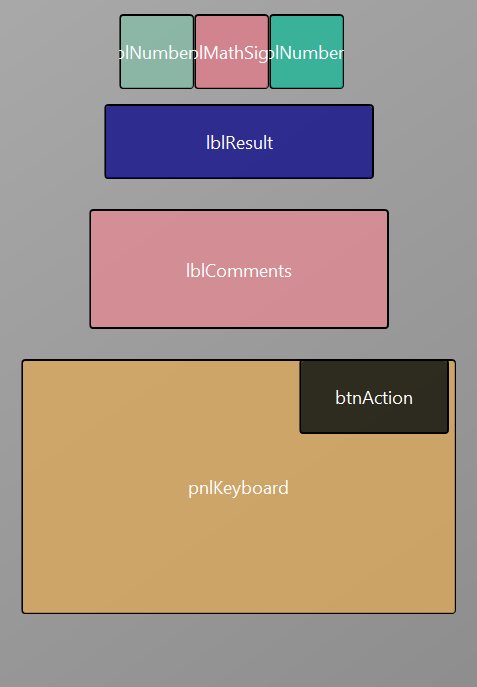 lblNumber
lblMathSig
lblNumber
lblResult
lblComments
btnAction
pnlKeyboard